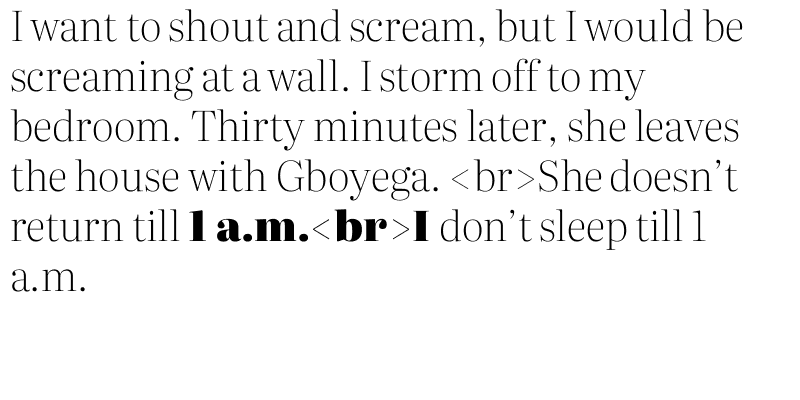 I want to shout and scream, but I would be
screaming at a wall. I storm off to my
bedroom. Thirty minutes later, she leaves
the house with Gboyega. <br>She doesn’t
return till 1 a.m.<br>I don’t sleep till 1
a.m.